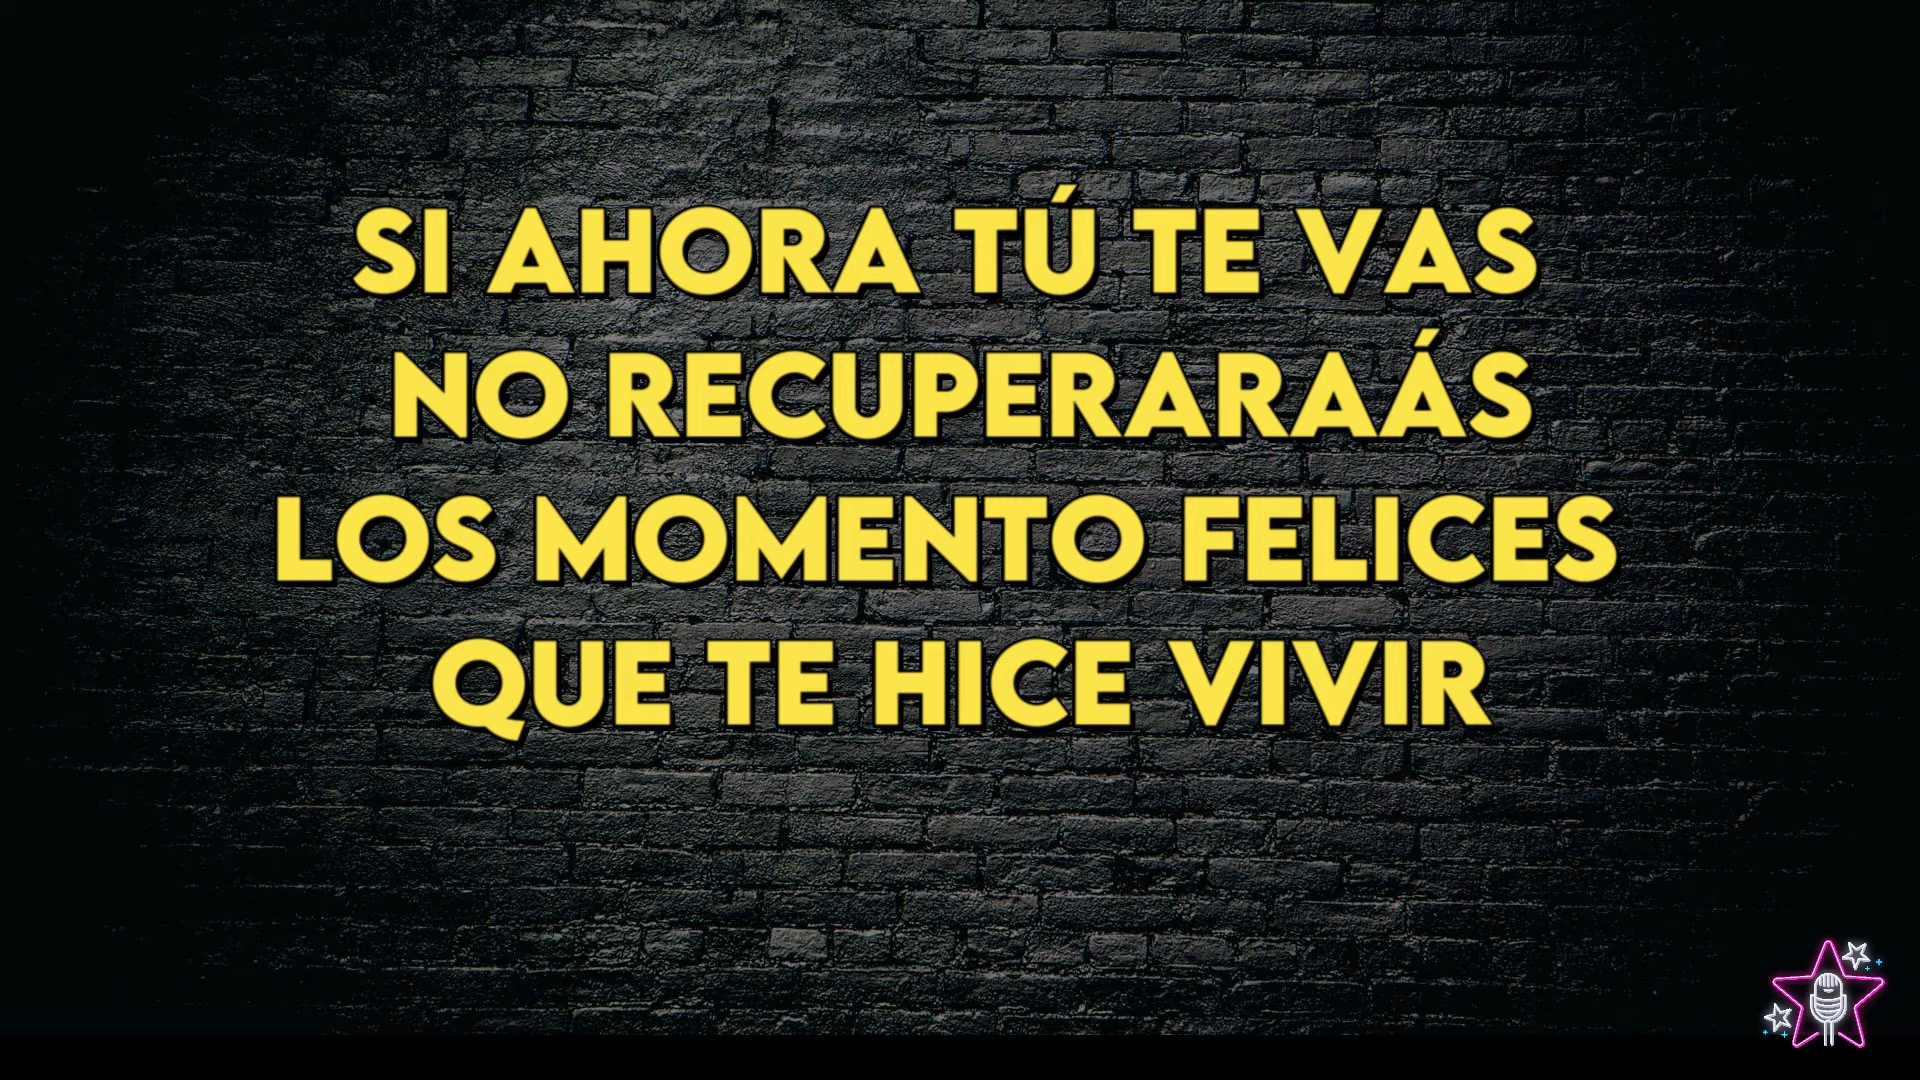 SI AHORA TÚ TE VAS
NO RECUPERARAÁS
LOS MOMENTO FELICES
QUE TE HICE VIVIR